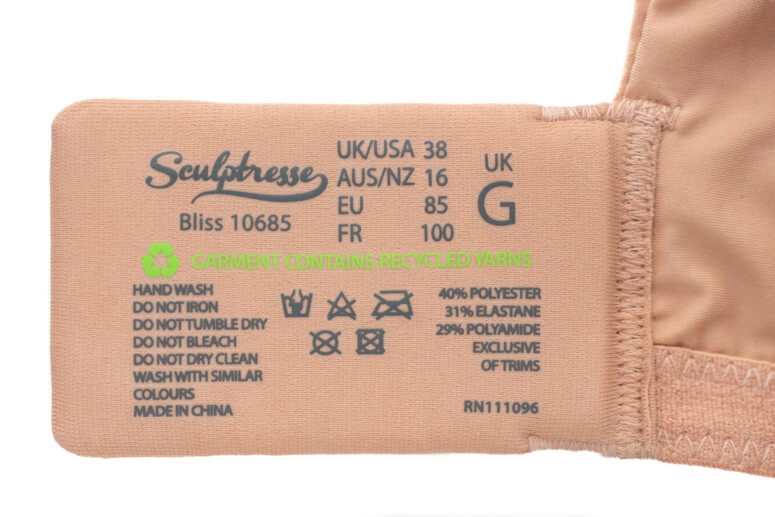 Sculptresse
Bliss 10685
UK/USA 38
AUS/NZ 16
EU 85
FR 100
UK
G
GARMENT CONTAINS RECYCLED YARNS
HAND WASH
DO NOT IRON
DO NOT TUMBLE DRY
DO NOT BLEACH
DO NOT DRY CLEAN
WASH WITH SIMILAR
COLOURS
MADE IN CHINA
40% POLYESTER
31% ELASTANE
29% POLYAMIDE
EXCLUSIVE
OF TRIMS
RN111096